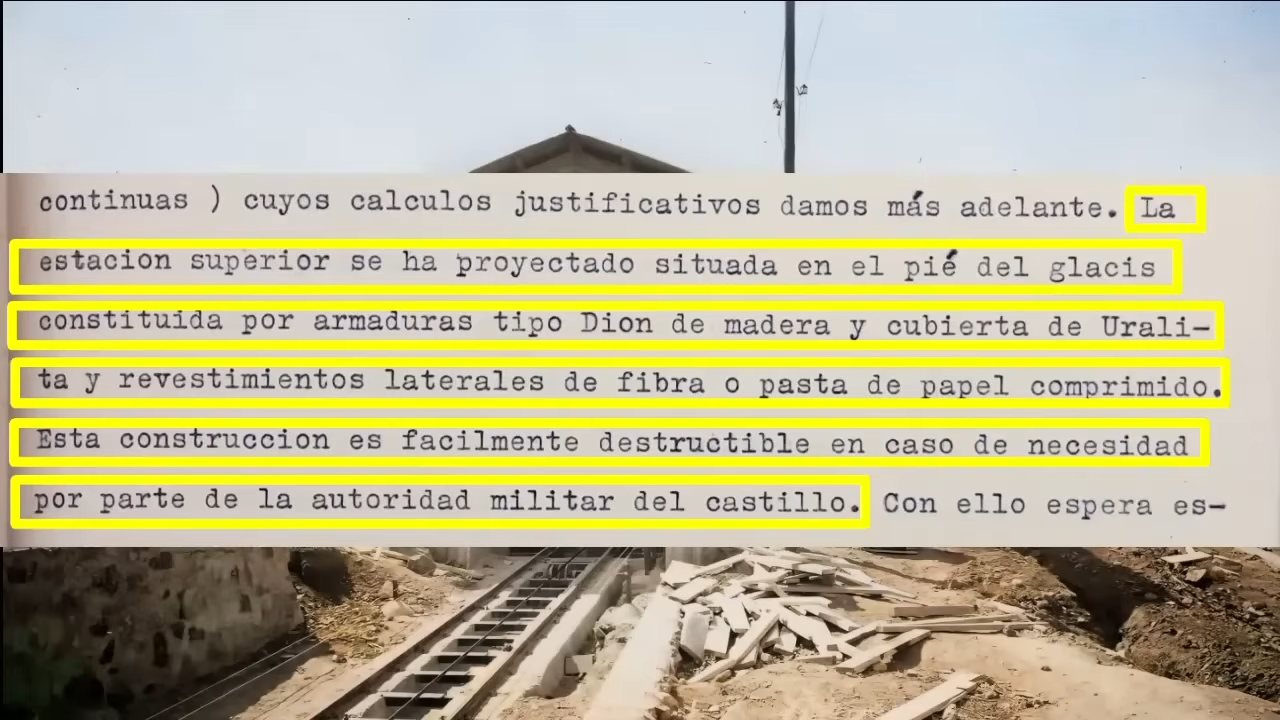 continuas ) cuyos calculos justificativos damos más adelante. La
estacion superior se ha proyectado situada en el pié del glacis
constituida por armaduras tipo Dion de madera y cubierta de Urali-
ta y revestimientos laterales de fibra o pasta de papel comprimido.
Esta construccion es facilmente destructible en caso de necesidad
por parte de la autoridad militar del castillo. Con ello espera es-